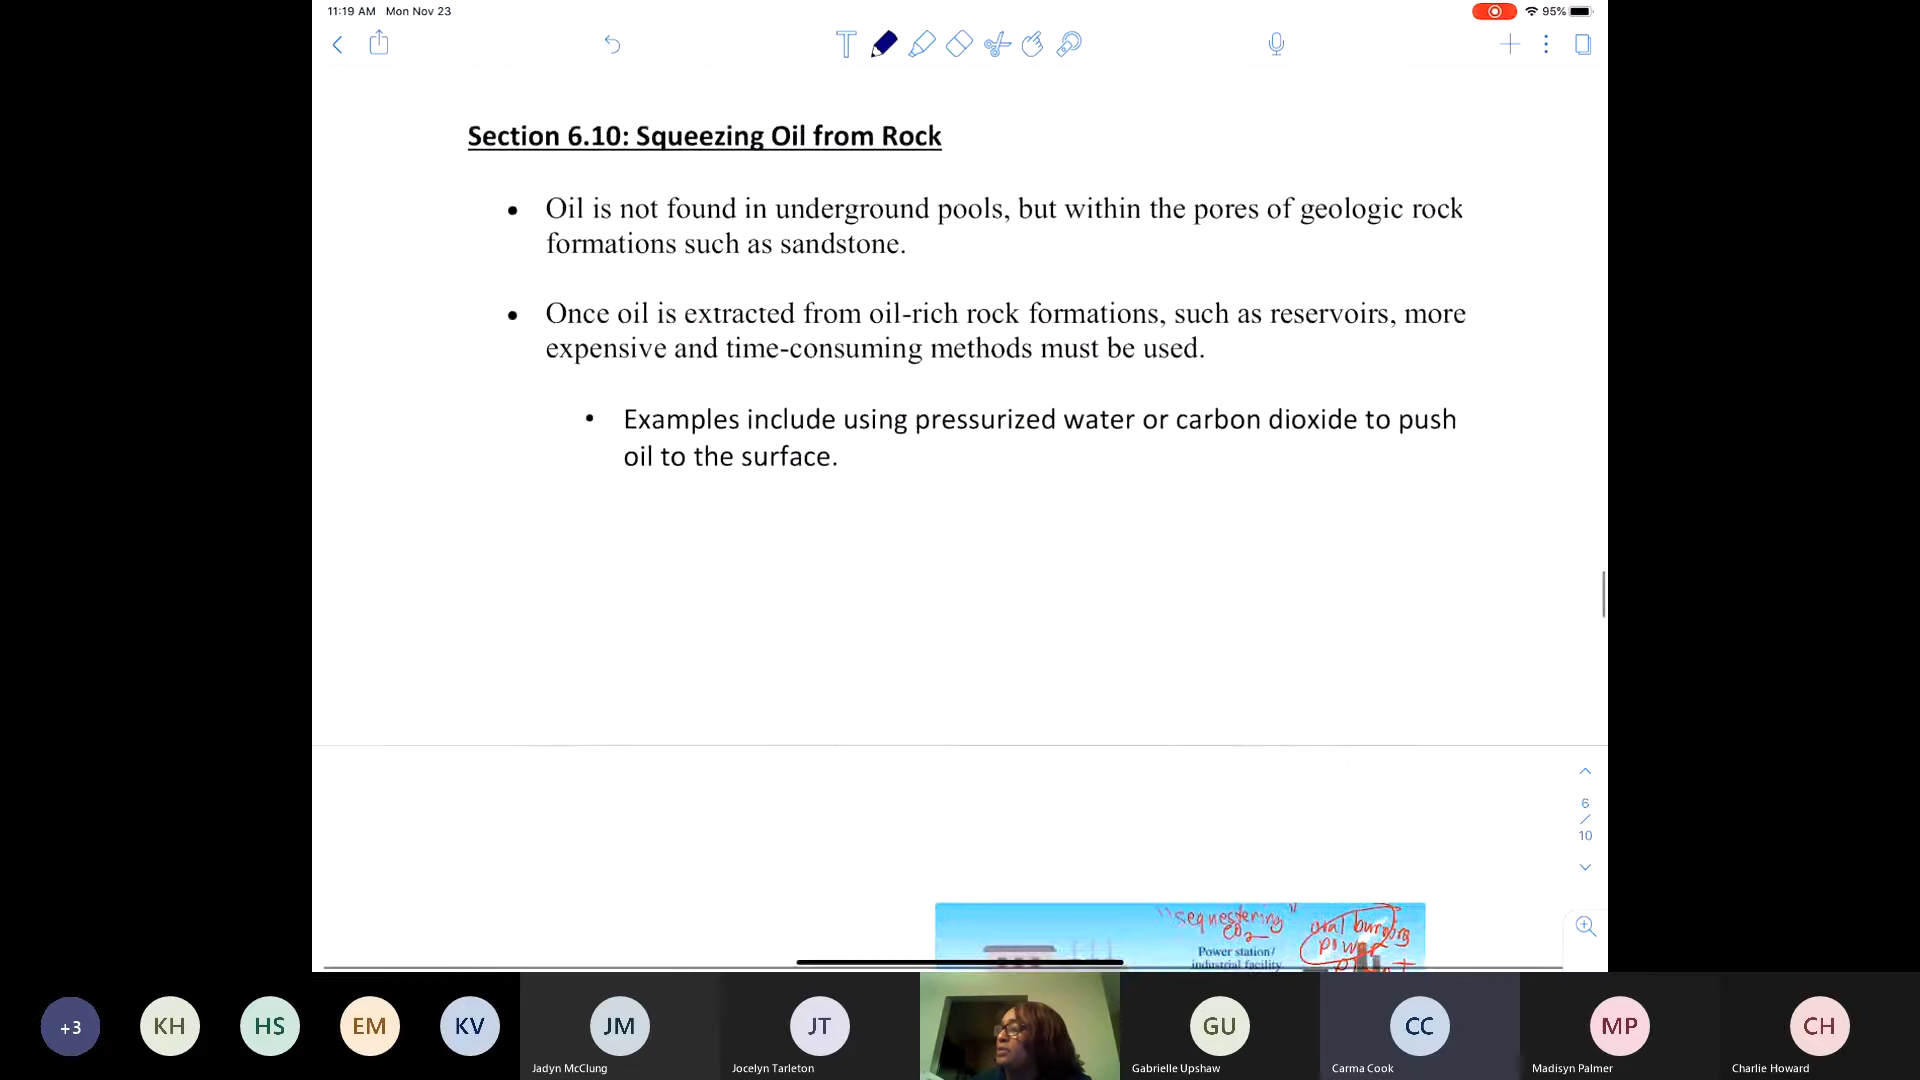 11:19 AM Mon Nov 23
95%
T
Section 6.10: Squeezing Oil from Rock
• Oil is not found in underground pools, but within the pores of geologic rock
formations such as sandstone.
• Once oil is extracted from oil-rich rock formations, such as reservoirs, more
expensive and time-consuming methods must be used.
• Examples include using pressurized water or carbon dioxide to push
oil to the surface.
6
/
10
"sequestering"
CO2
Power station/
industrial facility
burning
power
+3
KH
HS
EM
KV
JM
JT
GU
CC
MP
CH
Jadyn McClung
Jocelyn Tarleton
Gabrielle Upshaw
Carma Cook
Madisyn Palmer
Charlie Howard